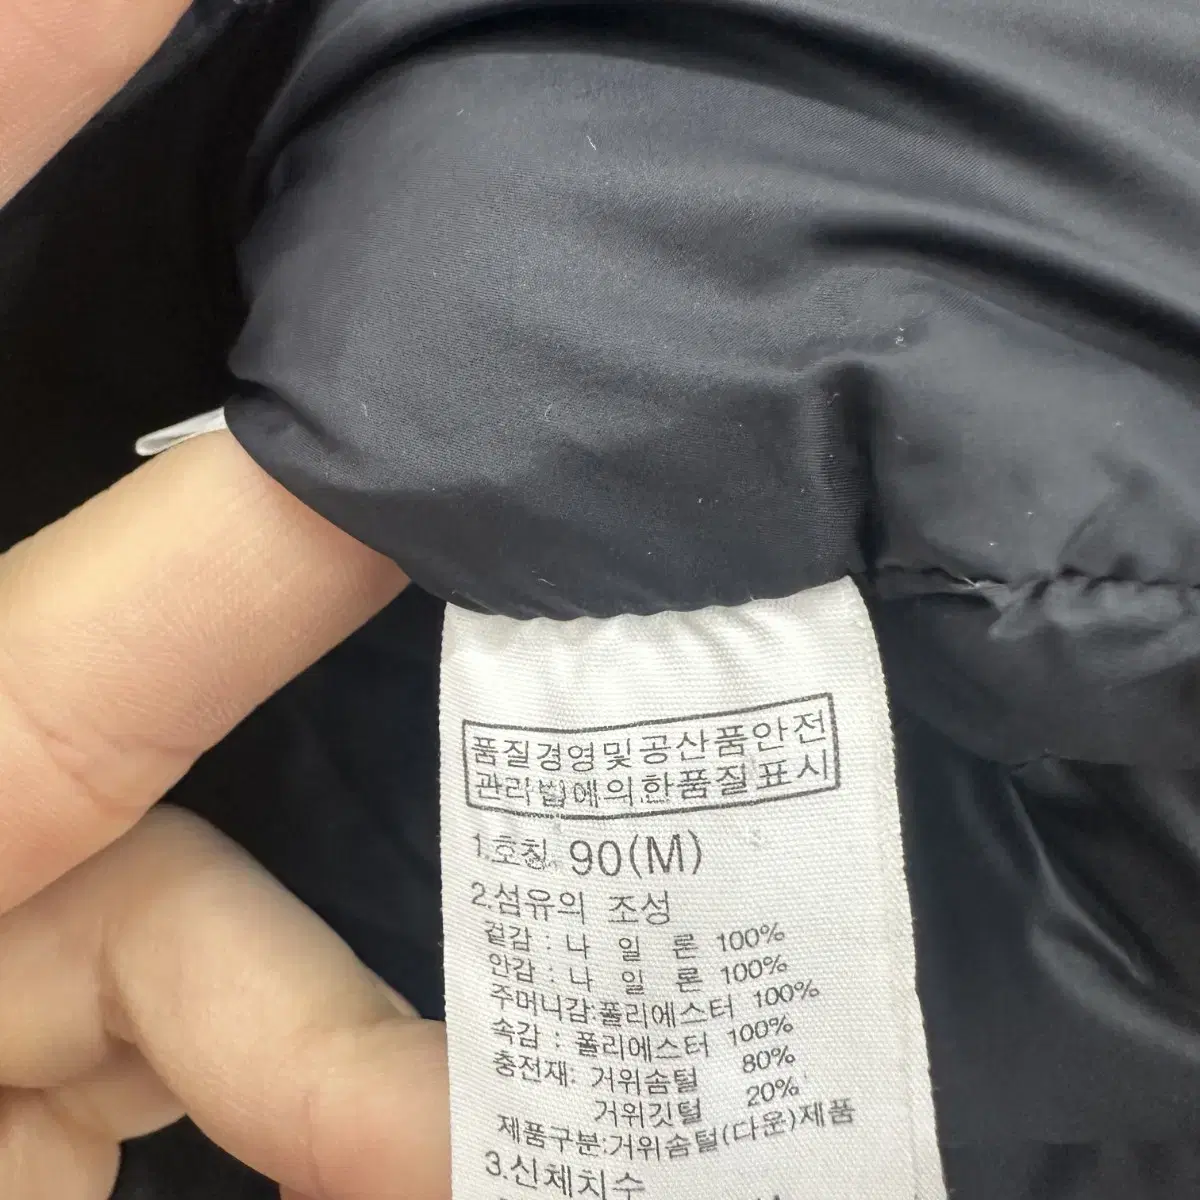 품질경영및공산품안전
관리법에의한품질표시
1.호칭 90(M)
2.섬유의 조성
겉감 : 나 일 론 100%
안감 : 나 일 론 100%
주머니감:폴리에스터 100%
속감 : 폴리에스터 100%
충전재: 거위솜털 80%
거위깃털 20%
제품구분:거위솜털(다운)제품
3.신체치수